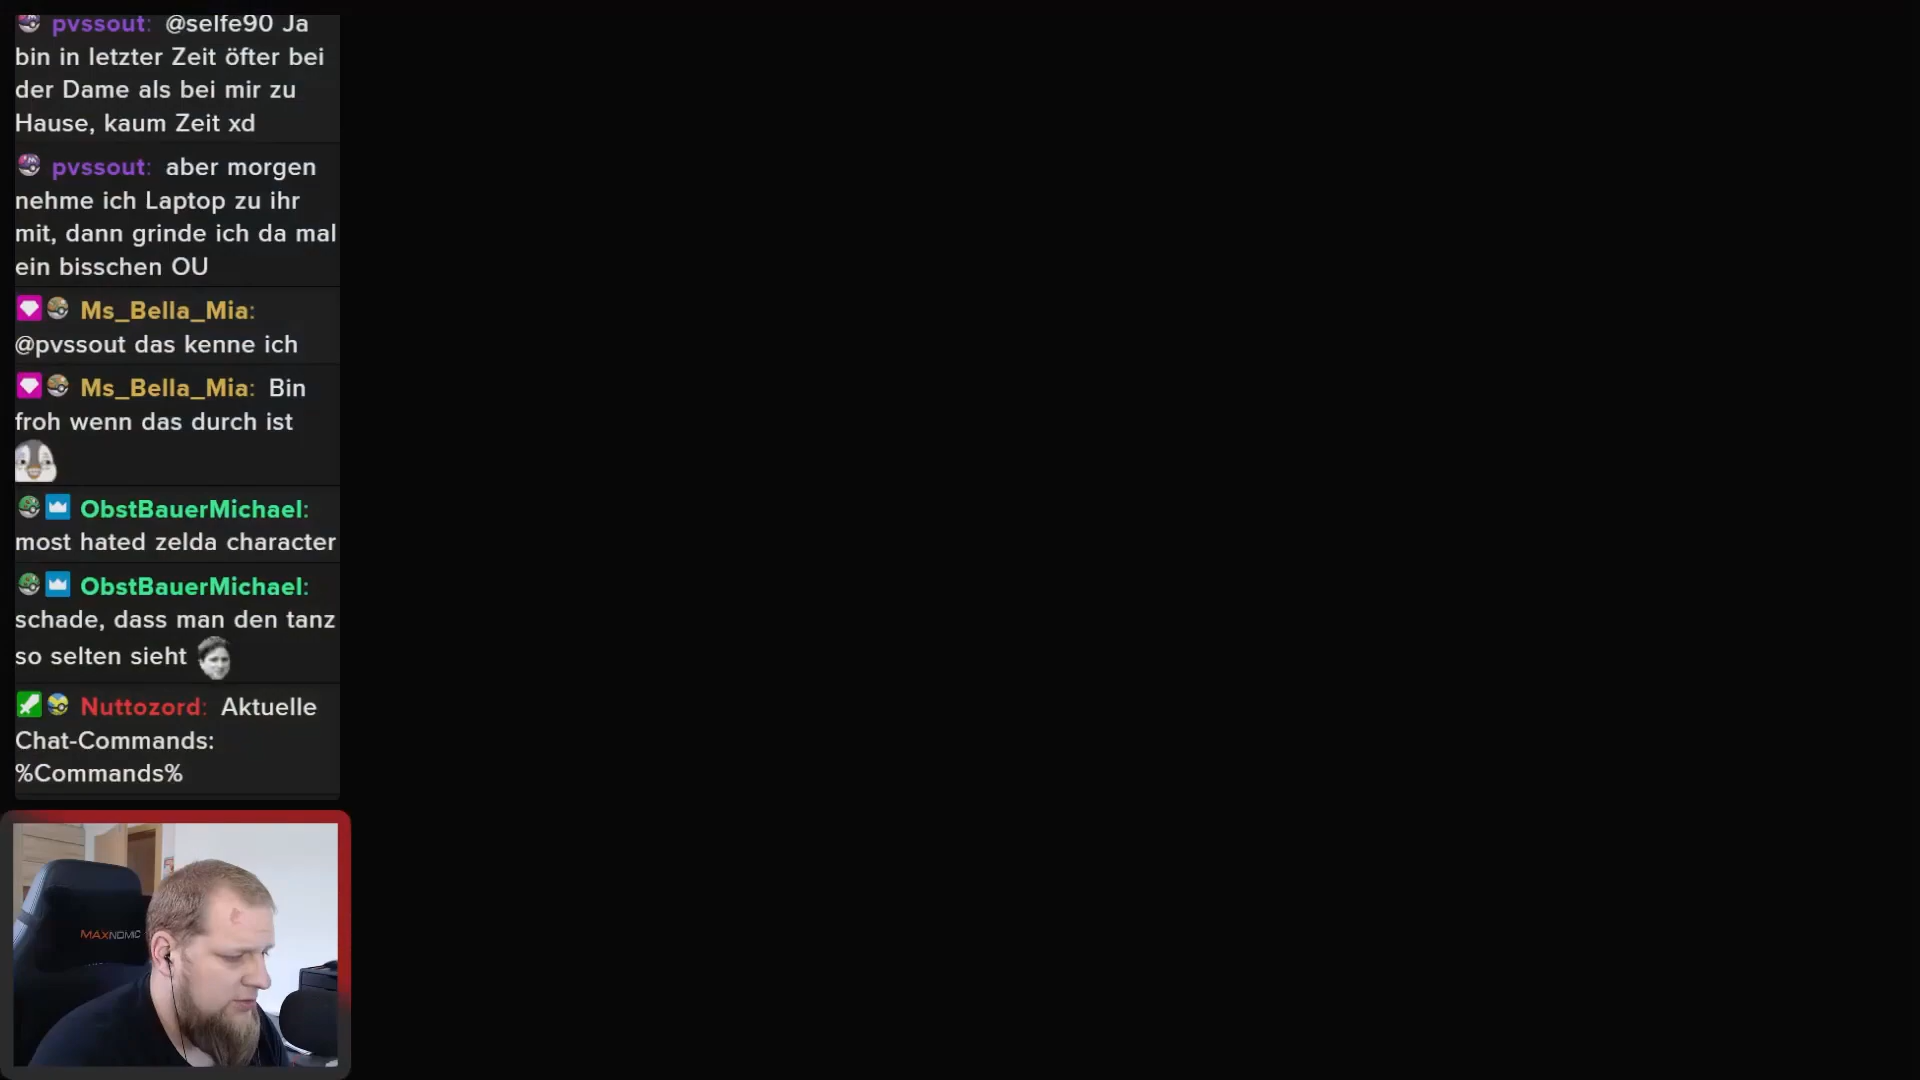 pvssout: @selfe90 Ja
bin in letzter Zeit öfter bei
der Dame als bei mir zu
Hause, kaum Zeit xd
pvssout: aber morgen
nehme ich Laptop zu ihr
mit, dann grinde ich da mal
ein bisschen OU
Ms_Bella_Mia:
@pvssout das kenne ich
Ms_Bella_Mia: Bin
froh wenn das durch ist
ObstBauerMichael:
most hated zelda character
ObstBauerMichael:
schade, dass man den tanz
so selten sieht
Nuttozord: Aktuelle
Chat-Commands:
%Commands%
MAXNOMIC